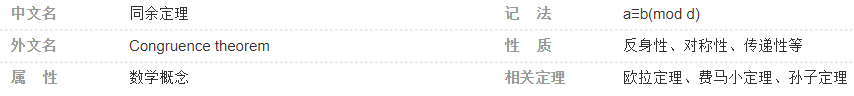 中文名 同余定理 记 法 a≡b(mod d)
外文名 Congruence theorem 性 质 反身性、对称性、传递性等
属 性 数学概念 相关定理 欧拉定理、费马小定理、孙子定理